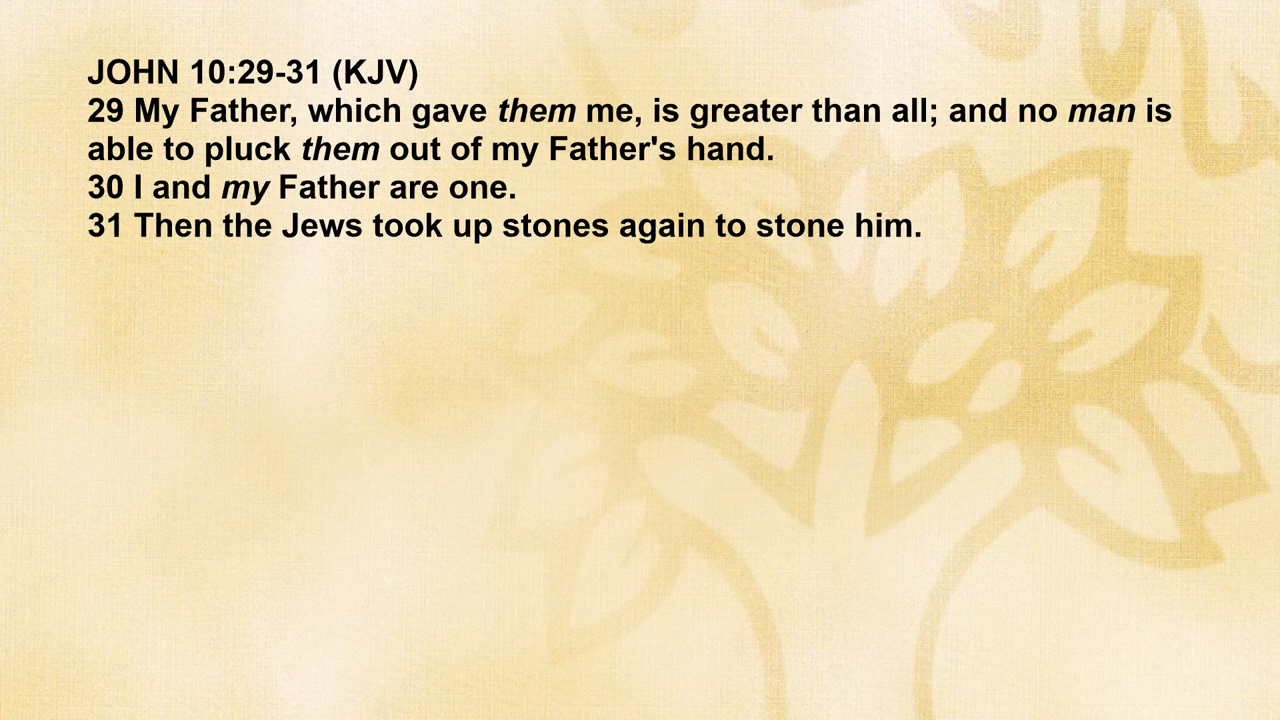 JOHN 10:29-31 (KJV)
29 My Father, which gave them me, is greater than all; and no man is
able to pluck them out of my Father's hand.
30 I and my Father are one.
31 Then the Jews took up stones again to stone him.